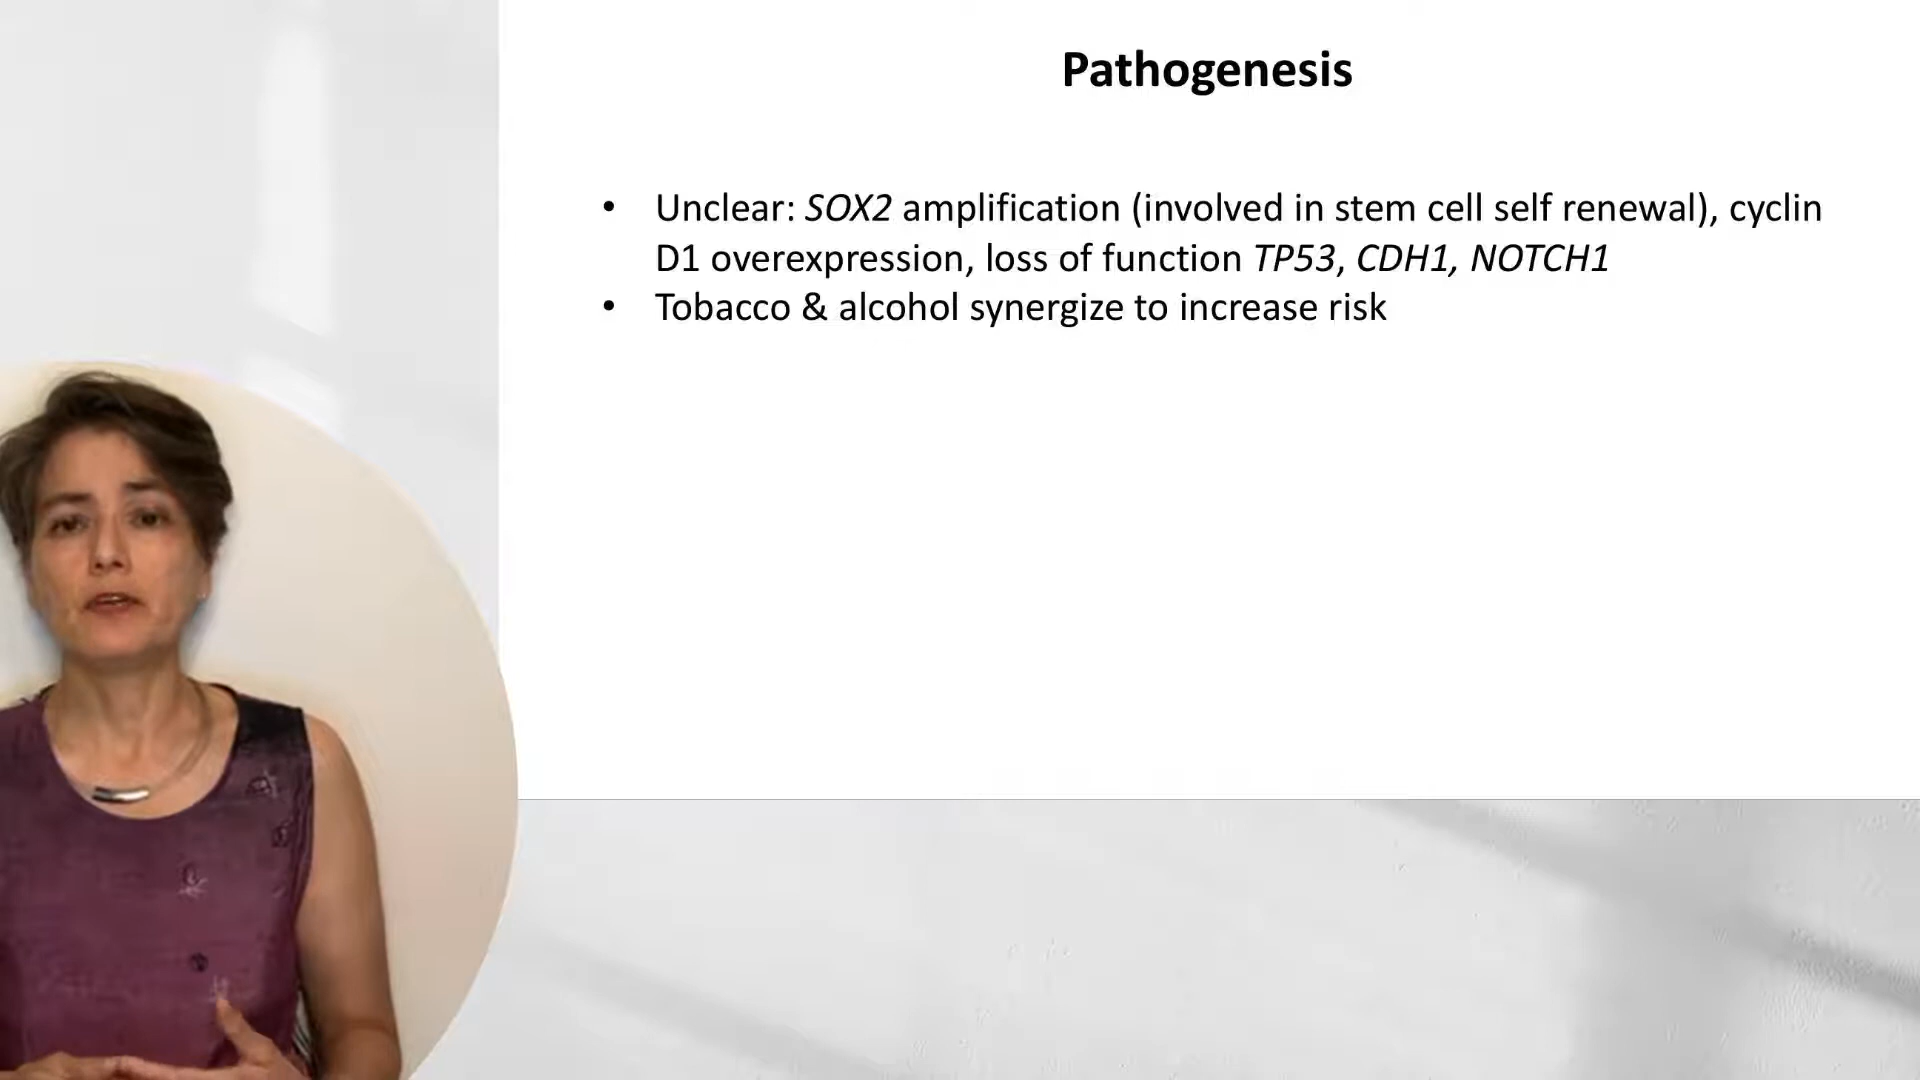 Pathogenesis
• Unclear: SOX2 amplification (involved in stem cell self renewal), cyclin
D1 overexpression, loss of function TP53, CDH1, NOTCH1
• Tobacco & alcohol synergize to increase risk